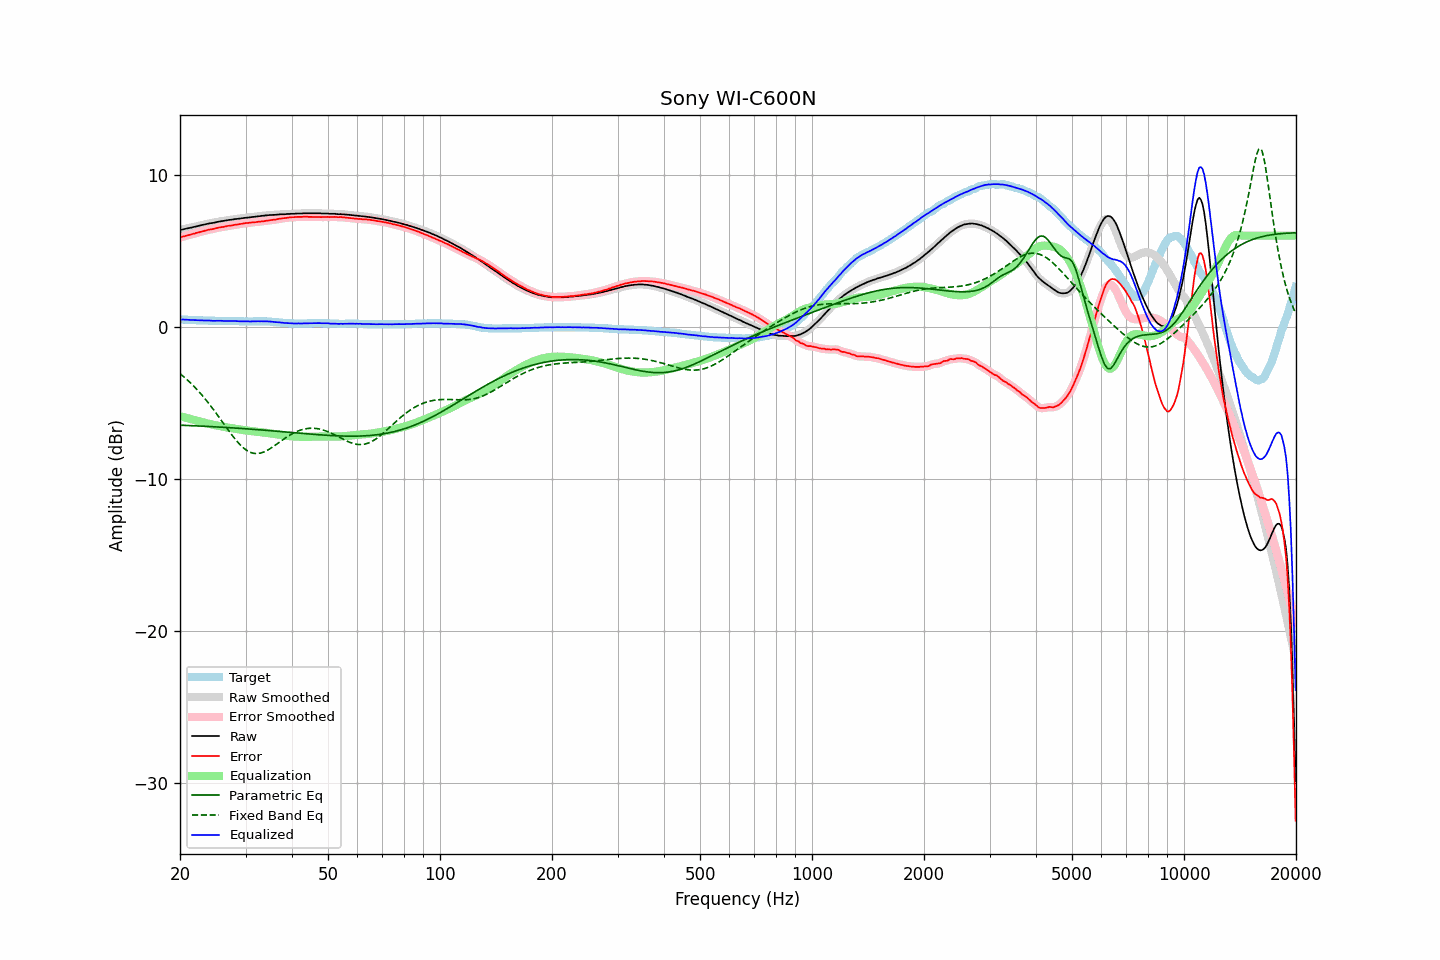 Sony WI-C600N
10
0
−10
−20
−30
Amplitude (dBr)
Target
Raw Smoothed
Error Smoothed
Raw
Error
Equalization
Parametric Eq
Fixed Band Eq
Equalized
20 50 100 200 500 1000 2000 5000 10000 20000
Frequency (Hz)